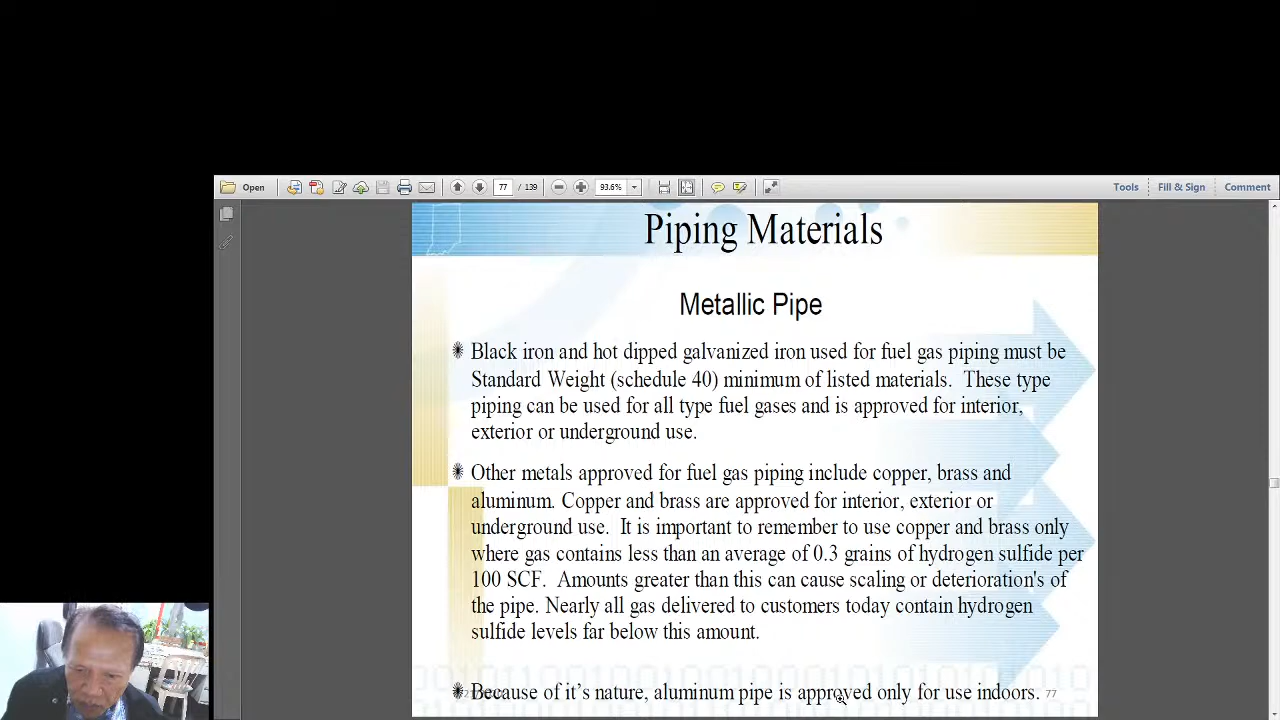 Open
77 / 139
93.6%
Tools
Fill & Sign
Comment
Piping Materials
Metallic Pipe
Black iron and hot dipped galvanized iron used for fuel gas piping must be
Standard Weight (schedule 40) minimum of listed materials. These type
piping can be used for all type fuel gases and is approved for interior,
exterior or underground use.
Other metals approved for fuel gas piping include copper, brass and
aluminum. Copper and brass are approved for interior, exterior or
underground use. It is important to remember to use copper and brass only
where gas contains less than an average of 0.3 grains of hydrogen sulfide per
100 SCF. Amounts greater than this can cause scaling or deterioration's of
the pipe. Nearly all gas delivered to customers today contain hydrogen
sulfide levels far below this amount.
Because of it's nature, aluminum pipe is approved only for use indoors.
77